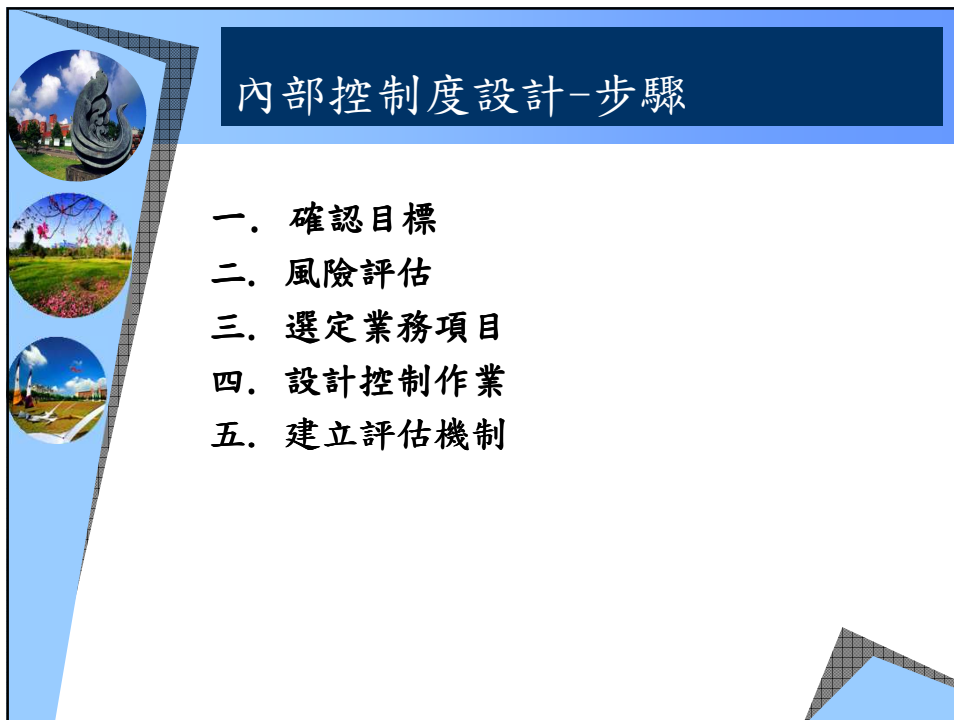 內部控制度設計-步驟
一. 確認目標
二. 風險評估
三. 選定業務項目
四. 設計控制作業
五. 建立評估機制